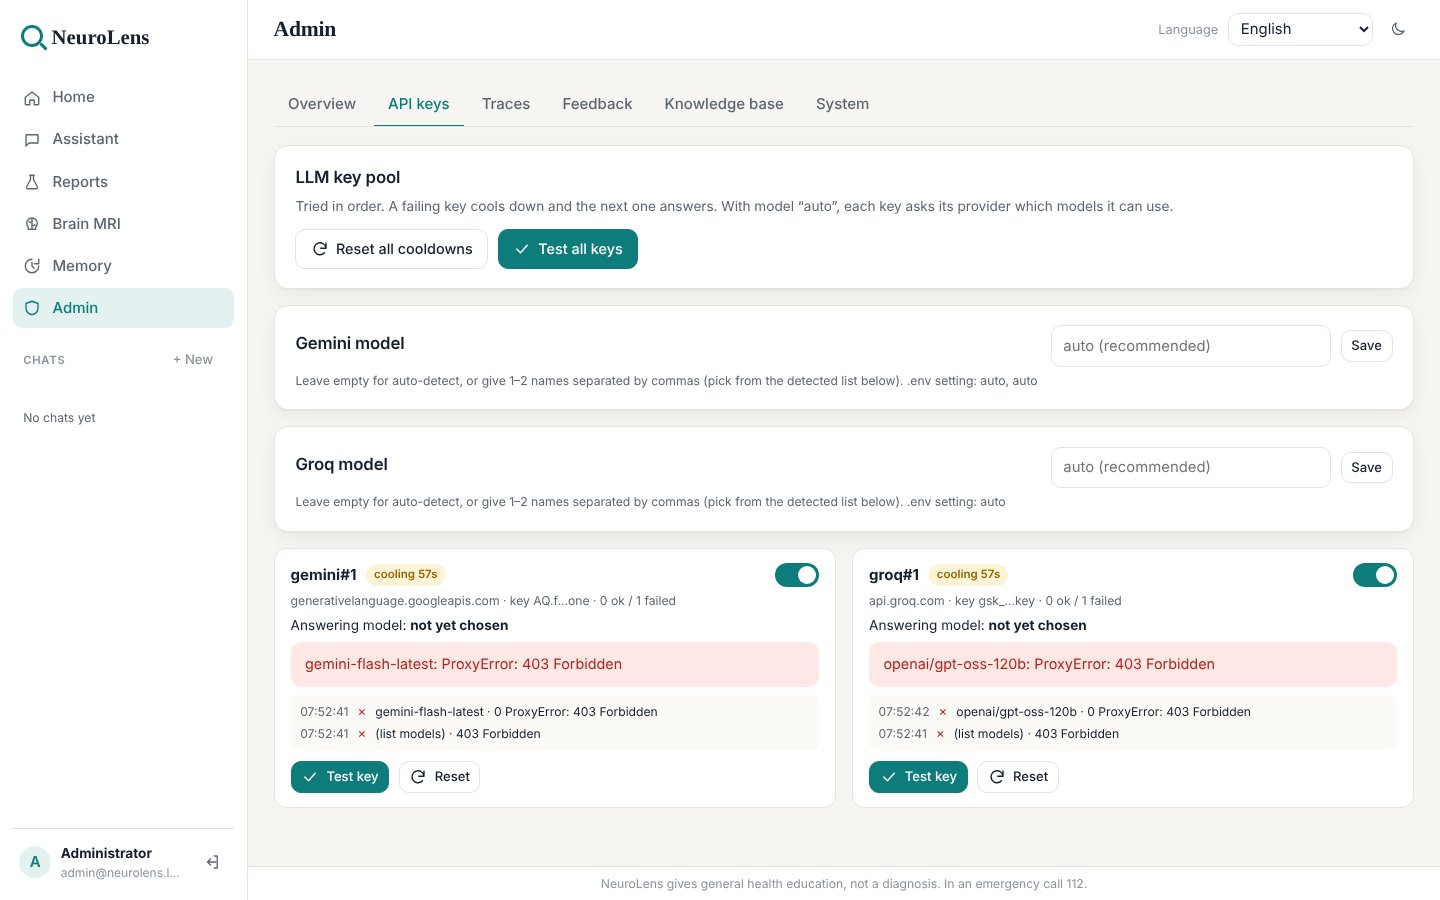 NeuroLens
Home
Assistant
Reports
Brain MRI
Memory
Admin
CHATS
+ New
No chats yet
A
Administrator
admin@neurolens.l...
Admin
Language
English
Overview
API keys
Traces
Feedback
Knowledge base
System
LLM key pool
Tried in order. A failing key cools down and the next one answers. With model “auto”, each key asks its provider which models it can use.
Reset all cooldowns
Test all keys
Gemini model
auto (recommended)
Save
Leave empty for auto-detect, or give 1–2 names separated by commas (pick from the detected list below). .env setting: auto, auto
Groq model
auto (recommended)
Save
Leave empty for auto-detect, or give 1–2 names separated by commas (pick from the detected list below). .env setting: auto
gemini#1 cooling 57s
generativelanguage.googleapis.com · key AQ.f…one · 0 ok / 1 failed
Answering model: not yet chosen
gemini-flash-latest: ProxyError: 403 Forbidden
07:52:41 × gemini-flash-latest · 0 ProxyError: 403 Forbidden
07:52:41 × (list models) · 403 Forbidden
Test key
Reset
groq#1 cooling 57s
api.groq.com · key gsk_…key · 0 ok / 1 failed
Answering model: not yet chosen
openai/gpt-oss-120b: ProxyError: 403 Forbidden
07:52:42 × openai/gpt-oss-120b · 0 ProxyError: 403 Forbidden
07:52:41 × (list models) · 403 Forbidden
Test key
Reset
NeuroLens gives general health education, not a diagnosis. In an emergency call 112.